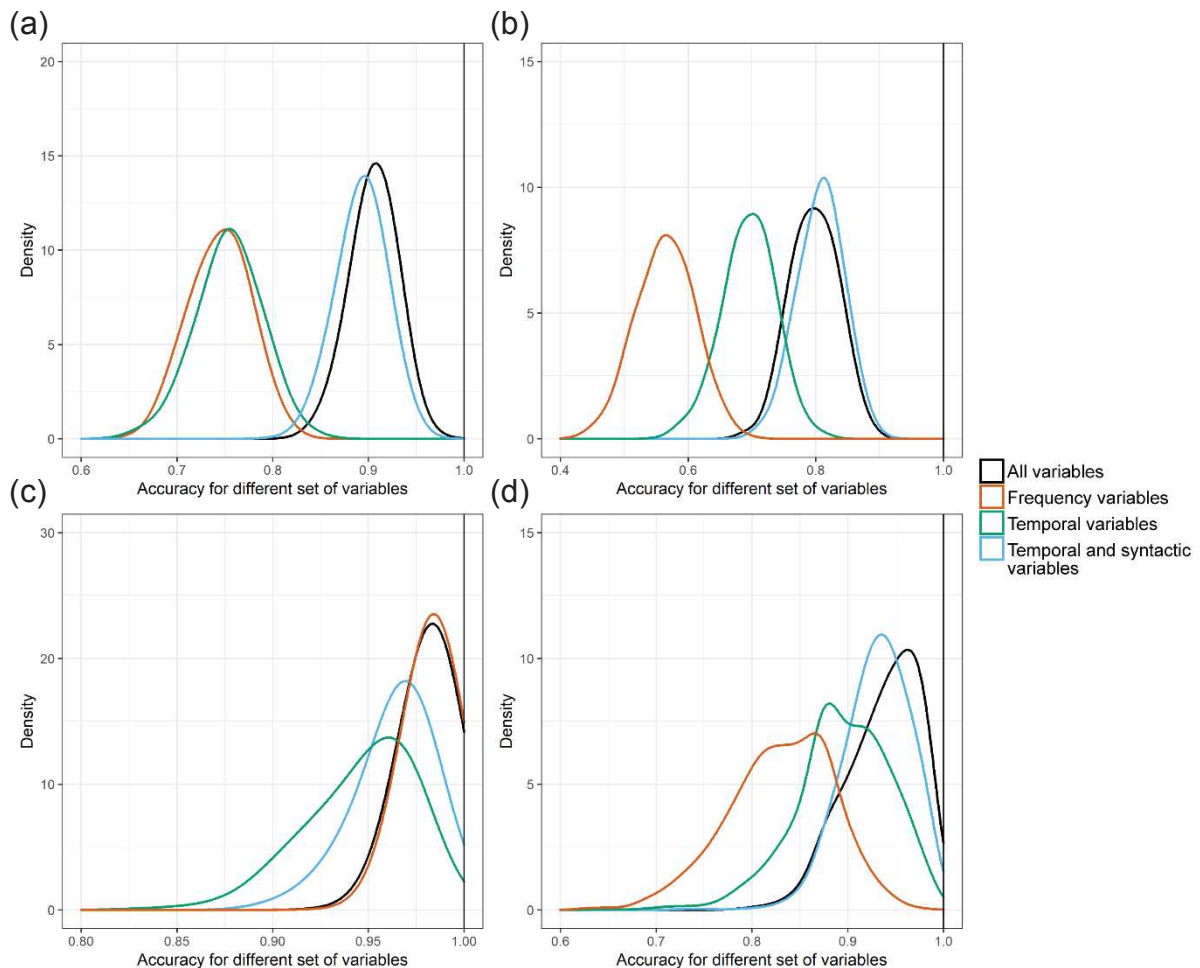 (a)
20
15
10
5
0
Density
0.6 0.7 0.8 0.9 1.0
Accuracy for different set of variables
(b)
15
10
5
0
Density
0.4 0.6 0.8 1.0
Accuracy for different set of variables
(c)
30
20
10
0
Density
0.80 0.85 0.90 0.95 1.00
Accuracy for different set of variables
(d)
15
10
5
0
Density
0.6 0.7 0.8 0.9 1.0
Accuracy for different set of variables
All variables
Frequency variables
Temporal variables
Temporal and syntactic
variables